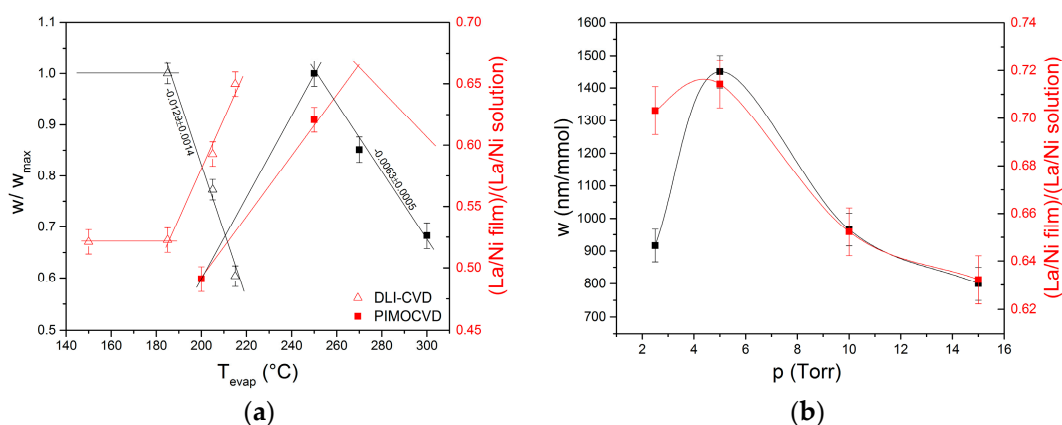 1.1
1.0
0.9
0.8
0.7
0.6
0.5
w/ wmax
140 160 180 200 220 240 260 280 300
Tevap (°C)
0.70
0.65
0.60
0.55
0.50
0.45
(La/Ni film)/(La/Ni solution)
-0.0129±0.0014
-0.0063±0.0005
DLI-CVD
PIMOCVD
(a)
1600
1500
1400
1300
1200
1100
1000
900
800
700
w (nm/mmol)
2 4 6 8 10 12 14 16
p (Torr)
0.74
0.72
0.70
0.68
0.66
0.64
0.62
(La/Ni film)/(La/Ni solution)
(b)